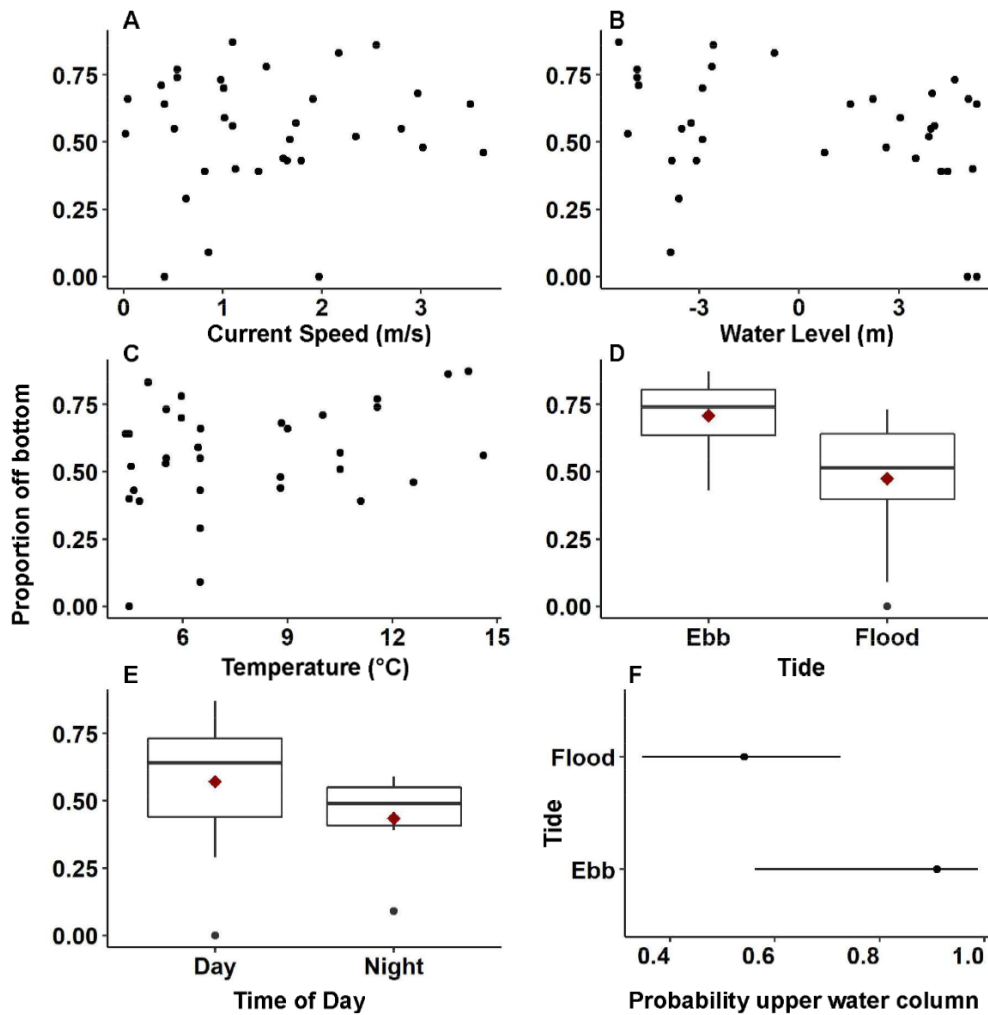 A
B
0.75
0.50
0.25
0.00
0 1 2 3
Current Speed (m/s)
0.75
0.50
0.25
0.00
-3 0 3
Water Level (m)
Proportion off bottom
C
D
0.75
0.50
0.25
0.00
6 9 12 15
Temperature (°C)
0.75
0.50
0.25
0.00
Ebb Flood
Tide
E
F
0.75
0.50
0.25
0.00
Day Night
Time of Day
Tide
Flood
Ebb
0.4 0.6 0.8 1.0
Probability upper water column